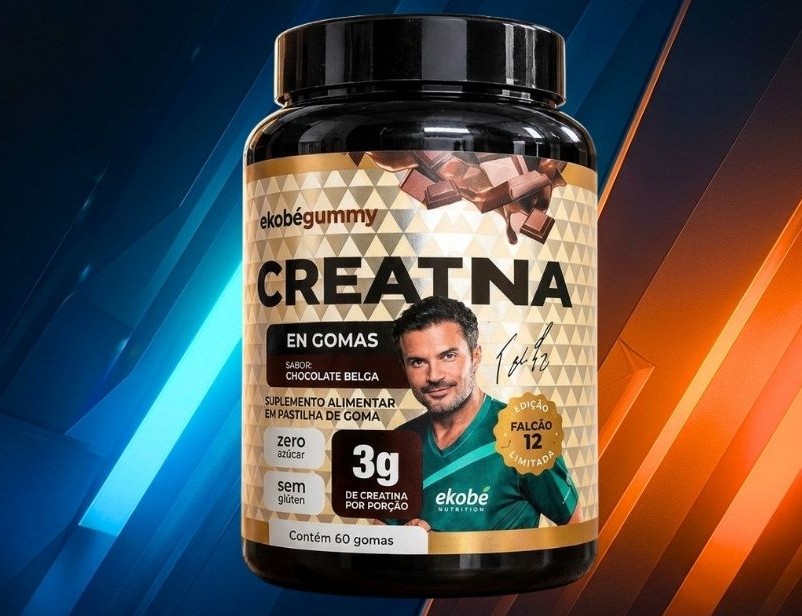 ekobégummy
CREATNA
EN GOMAS
SABOR:
CHOCOLATE BELGA
SUPLEMENTO ALIMENTAR
EM PASTILHA DE GOMA
zero
azúcar
sem
glúten
3g
DE CREATINA
POR PORÇÃO
EDIÇÃO
FALCÃO
12
LIMITADA
ekobé
NUTRITION
Contém 60 gomas